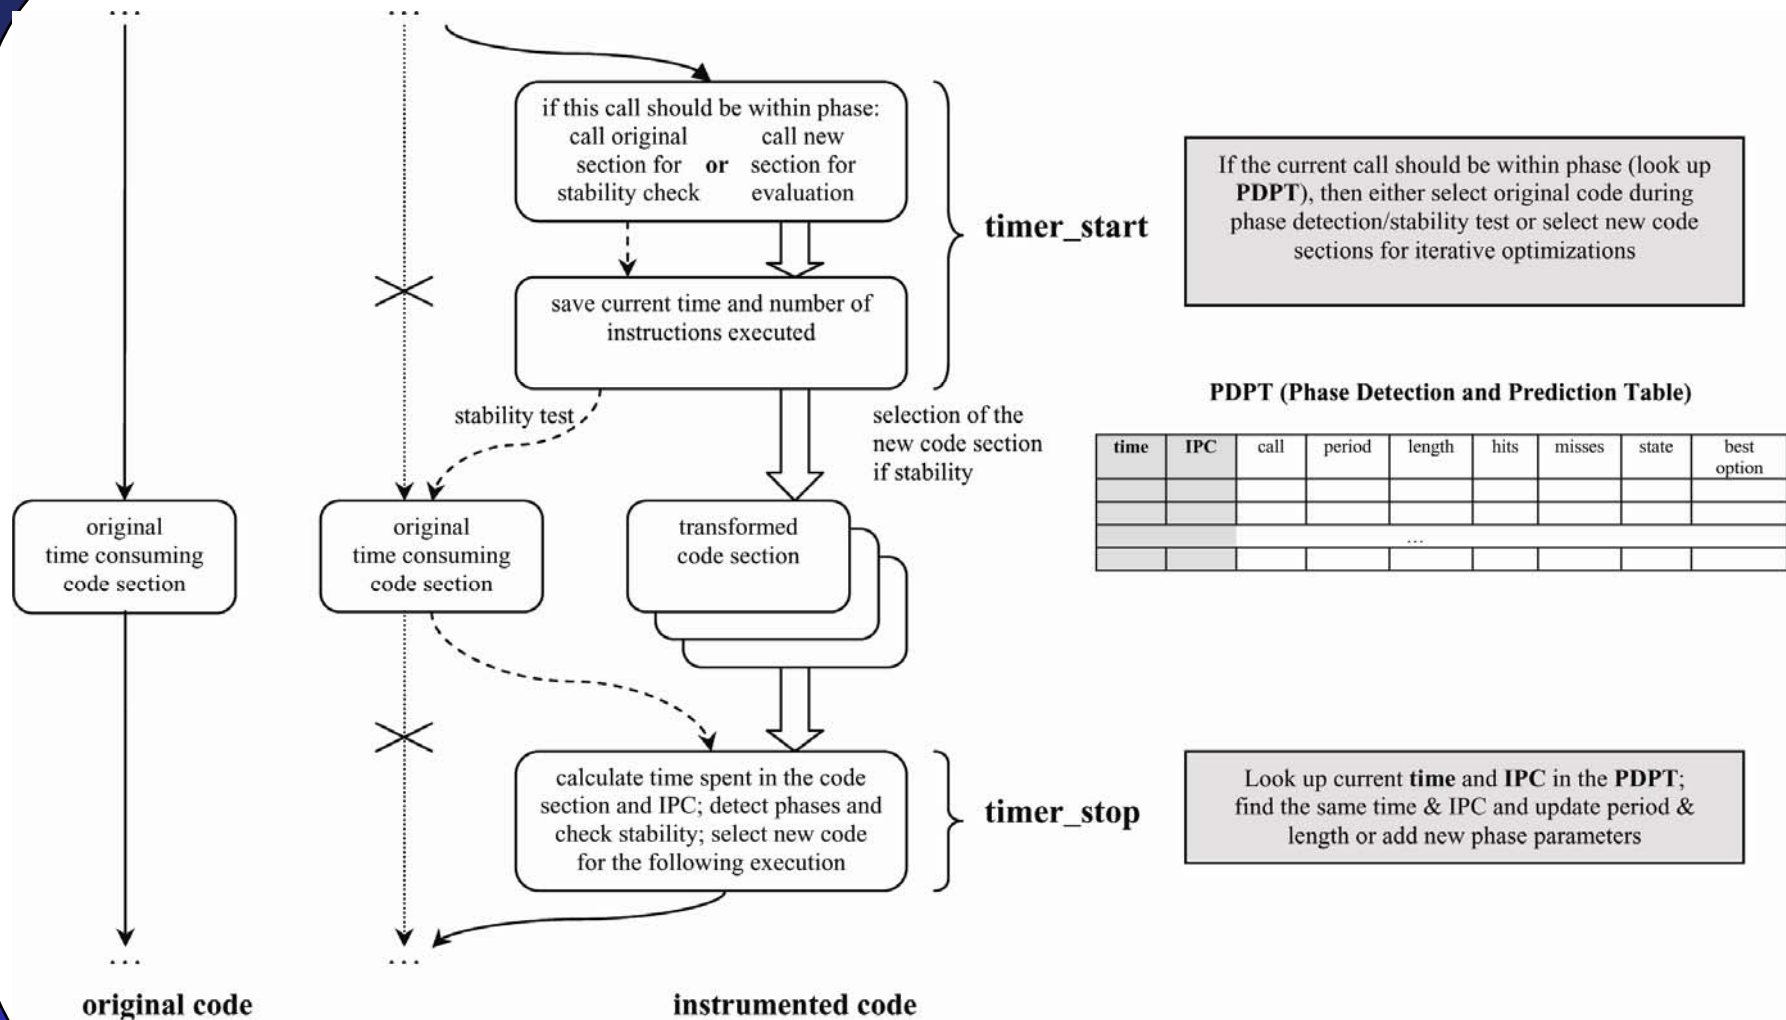 ...
...
if this call should be within phase:
call original
section for
stability check
or
call new
section for
evaluation
timer_start
If the current call should be within phase (look up
PDPT), then either select original code during
phase detection/stability test or select new code
sections for iterative optimizations
save current time and number of
instructions executed
stability test
selection of the
new code section
if stability
PDPT (Phase Detection and Prediction Table)
time IPC call period length hits misses state best
option
...
original
time consuming
code section
original
time consuming
code section
transformed
code section
calculate time spent in the code
section and IPC; detect phases and
check stability; select new code
for the following execution
timer_stop
Look up current time and IPC in the PDPT;
find the same time & IPC and update period &
length or add new phase parameters
...
...
original code
instrumented code